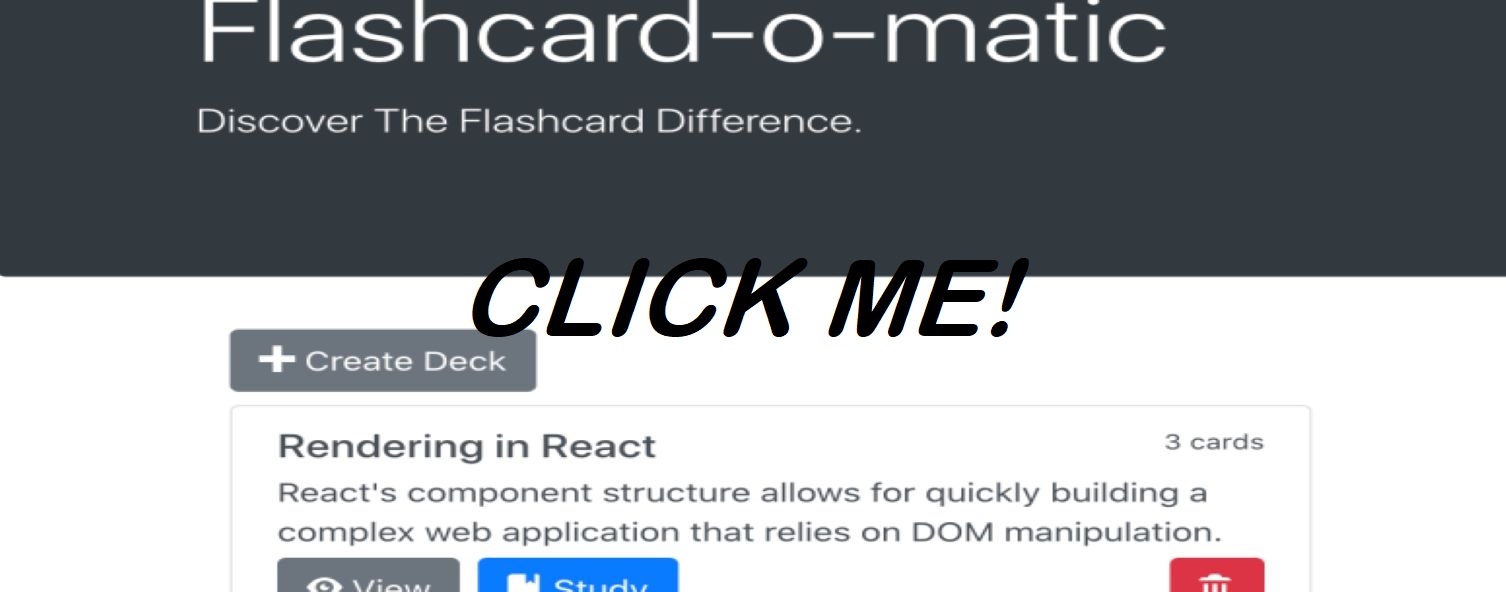 Flashcard-o-matic
Discover The Flashcard Difference.
CLICK ME!
Create Deck
Rendering in React
3 cards
React's component structure allows for quickly building a
complex web application that relies on DOM manipulation.
View
Study